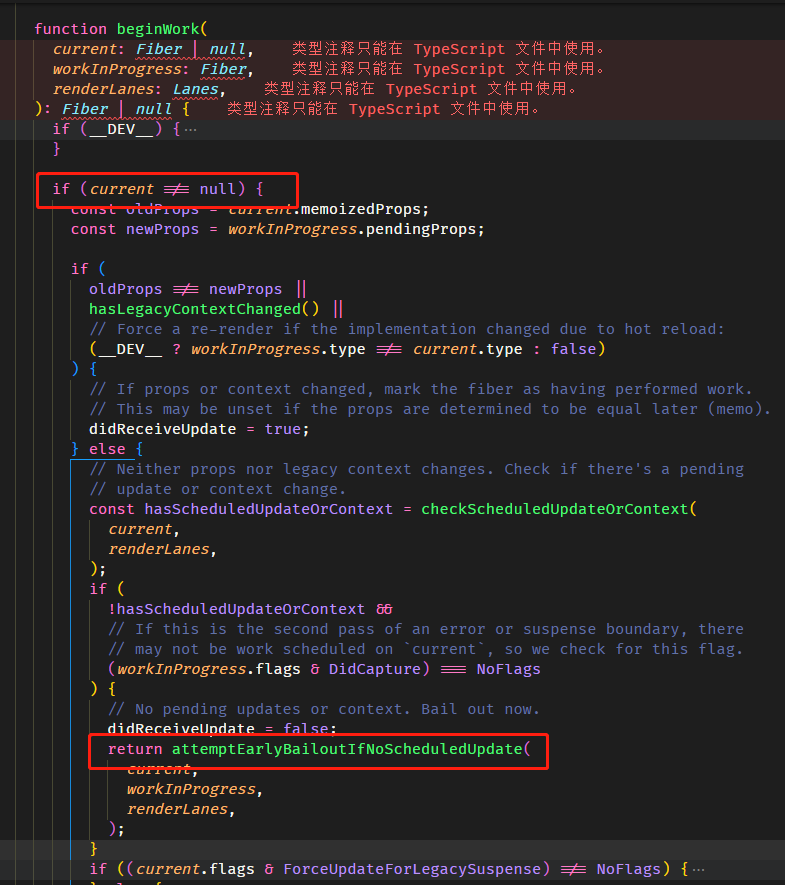 function beginWork(
  current: Fiber | null,    类型注释只能在 TypeScript 文件中使用。
  workInProgress: Fiber,    类型注释只能在 TypeScript 文件中使用。
  renderLanes: Lanes,    类型注释只能在 TypeScript 文件中使用。
): Fiber | null {    类型注释只能在 TypeScript 文件中使用。
  if (__DEV__) {…
  }
  if (current !== null) {
    const oldProps = current.memoizedProps;
    const newProps = workInProgress.pendingProps;
    if (
      oldProps !== newProps ||
      hasLegacyContextChanged() ||
      // Force a re-render if the implementation changed due to hot reload:
      (__DEV__ ? workInProgress.type !== current.type : false)
    ) {
      // If props or context changed, mark the fiber as having performed work.
      // This may be unset if the props are determined to be equal later (memo).
      didReceiveUpdate = true;
    } else {
      // Neither props nor legacy context changes. Check if there's a pending
      // update or context change.
      const hasScheduledUpdateOrContext = checkScheduledUpdateOrContext(
        current,
        renderLanes,
      );
      if (
        !hasScheduledUpdateOrContext &&
        // If this is the second pass of an error or suspense boundary, there
        // may not be work scheduled on `current`, so we check for this flag.
        (workInProgress.flags & DidCapture) === NoFlags
      ) {
        // No pending updates or context. Bail out now.
        didReceiveUpdate = false;
        return attemptEarlyBailoutIfNoScheduledUpdate(
          current,
          workInProgress,
          renderLanes,
        );
      }
      if ((current.flags & ForceUpdateForLegacySuspense) !== NoFlags) {…
      } else {